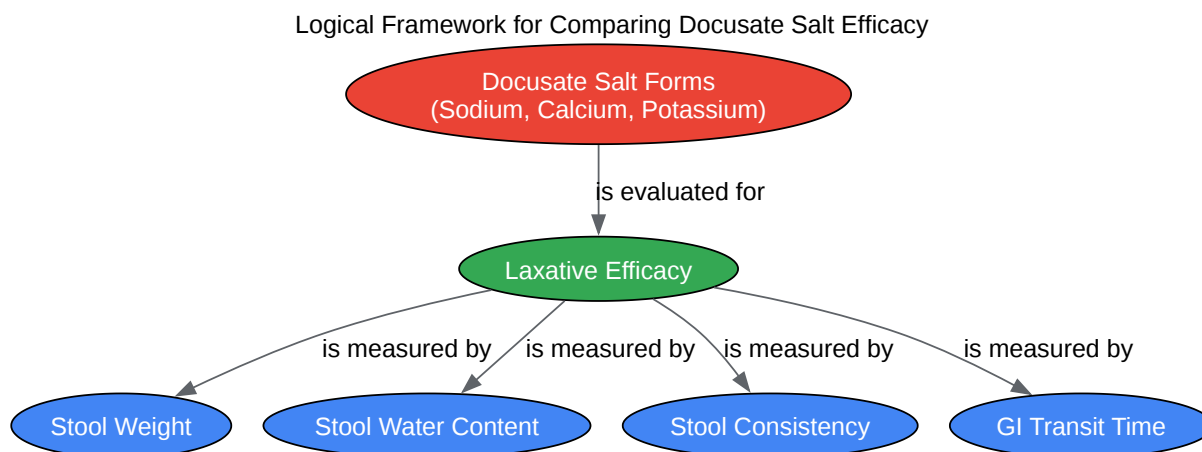 Logical Framework for Comparing Docusate Salt Efficacy
Docusate Salt Forms
(Sodium, Calcium, Potassium)
is evaluated for
Laxative Efficacy
is measured by
is measured by
is measured by
is measured by
Stool Weight
Stool Water Content
Stool Consistency
GI Transit Time